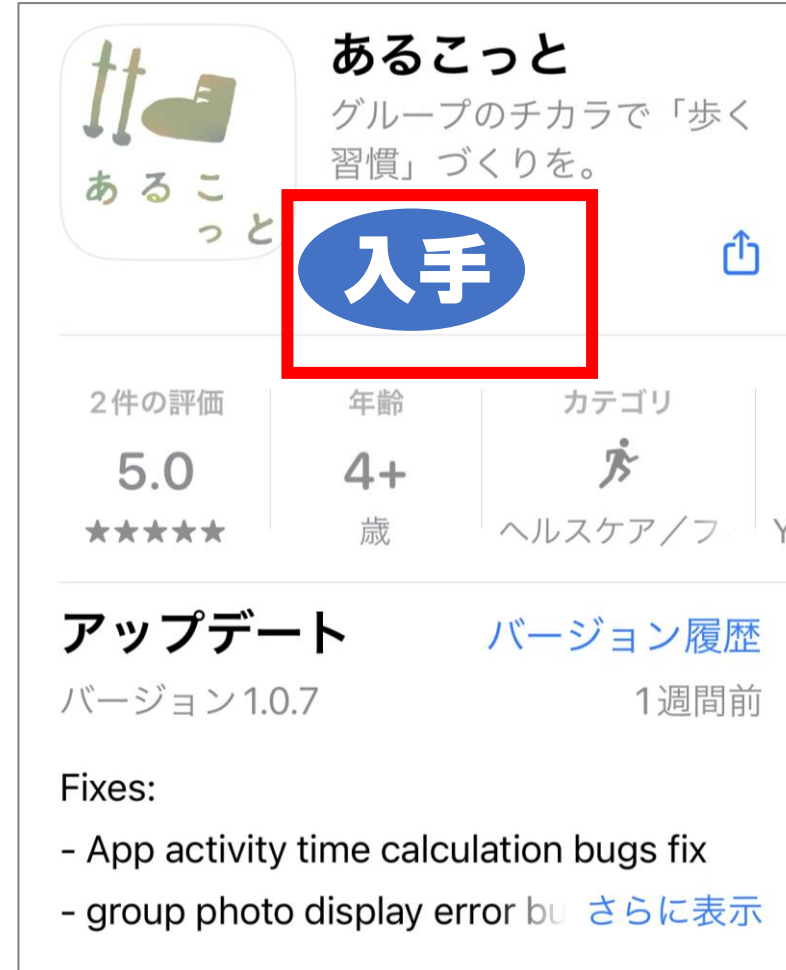 あるこ
っと
あるこっと
グループのチカラで「歩く
習慣」づくりを。
入手
2件の評価
年齢
カテゴリ
5.0
4+
★★★★★
歳
ヘルスケア／フ
アップデート
バージョン履歴
バージョン1.0.7
1週間前
Fixes:
- App activity time calculation bugs fix
- group photo display error bu
さらに表示